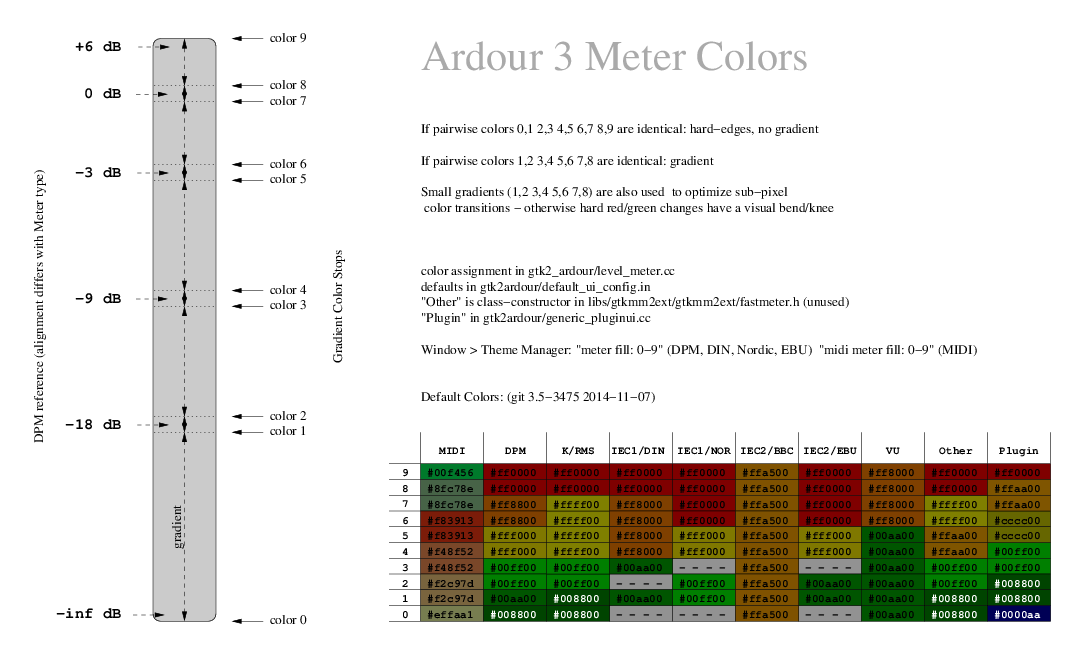 Ardour 3 Meter Colors
+6 dB
0 dB
−3 dB
−9 dB
−18 dB
−inf dB
DPM reference (alignment differs with Meter type)
gradient
color 9
color 8
color 7
color 6
color 5
color 4
color 3
color 2
color 1
color 0
Gradient Color Stops
If pairwise colors 0,1 2,3 4,5 6,7 8,9 are identical: hard−edges, no gradient
If pairwise colors 1,2 3,4 5,6 7,8 are identical: gradient
Small gradients (1,2 3,4 5,6 7,8) are also used to optimize sub−pixel
color transitions − otherwise hard red/green changes have a visual bend/knee
color assignment in gtk2_ardour/level_meter.cc
defaults in gtk2ardour/default_ui_config.in
"Other" is class−constructor in libs/gtkmm2ext/gtkmm2ext/fastmeter.h (unused)
"Plugin" in gtk2ardour/generic_pluginui.cc
Window > Theme Manager: "meter fill: 0−9" (DPM, DIN, Nordic, EBU) "midi meter fill: 0−9" (MIDI)
Default Colors: (git 3.5−3475 2014−11−07)
MIDI DPM K/RMS IEC1/DIN IEC1/NOR IEC2/BBC IEC2/EBU VU Other Plugin
9 #00f456 #ff0000 #ff0000 #ff0000 #ff0000 #ffa500 #ff0000 #ff8000 #ff0000 #ff0000
8 #8fc78e #ff0000 #ff0000 #ff0000 #ff0000 #ffa500 #ff0000 #ff8000 #ff0000 #ffaa00
7 #8fc78e #ff8800 #ffff00 #ff8000 #ff0000 #ffa500 #ff0000 #ff8000 #ffff00 #ffaa00
6 #f83913 #ff8800 #ffff00 #ff8000 #ff0000 #ffa500 #ff0000 #ff8000 #ffff00 #cccc00
5 #f83913 #fff000 #ffff00 #ff8000 #fff000 #ffa500 #fff000 #00aa00 #ffaa00 #cccc00
4 #f48f52 #fff000 #ffff00 #ff8000 #fff000 #ffa500 #fff000 #00aa00 #ffaa00 #00ff00
3 #f48f52 #00ff00 #00ff00 #00aa00 − − − − #ffa500 − − − − #00aa00 #00ff00 #00ff00
2 #f2c97d #00ff00 #00ff00 − − − − #00ff00 #ffa500 #00aa00 #00aa00 #00ff00 #008800
1 #f2c97d #00aa00 #008800 #00aa00 #00ff00 #ffa500 #00aa00 #00aa00 #008800 #008800
0 #effaa1 #008800 #008800 − − − − − − − − #ffa500 − − − − #00aa00 #008800 #0000aa